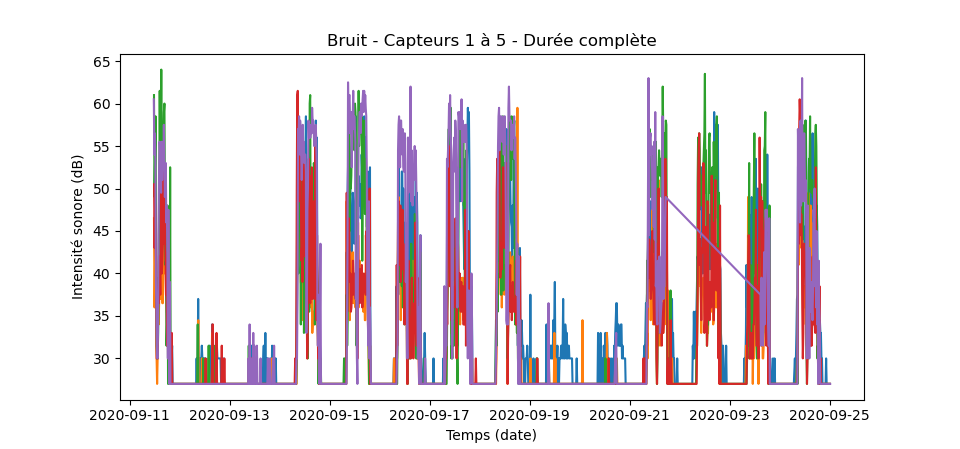 Bruit - Capteurs 1 à 5 - Durée complète
Intensité sonore (dB)
65
60
55
50
45
40
35
30
2020-09-11 2020-09-13 2020-09-15 2020-09-17 2020-09-19 2020-09-21 2020-09-23 2020-09-25
Temps (date)